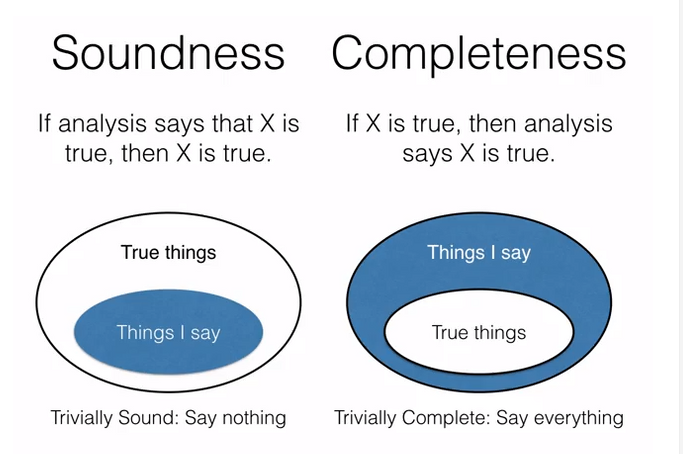 Soundness
If analysis says that X is
true, then X is true.
True things
Things I say
Trivially Sound: Say nothing
Completeness
If X is true, then analysis
says X is true.
Things I say
True things
Trivially Complete: Say everything